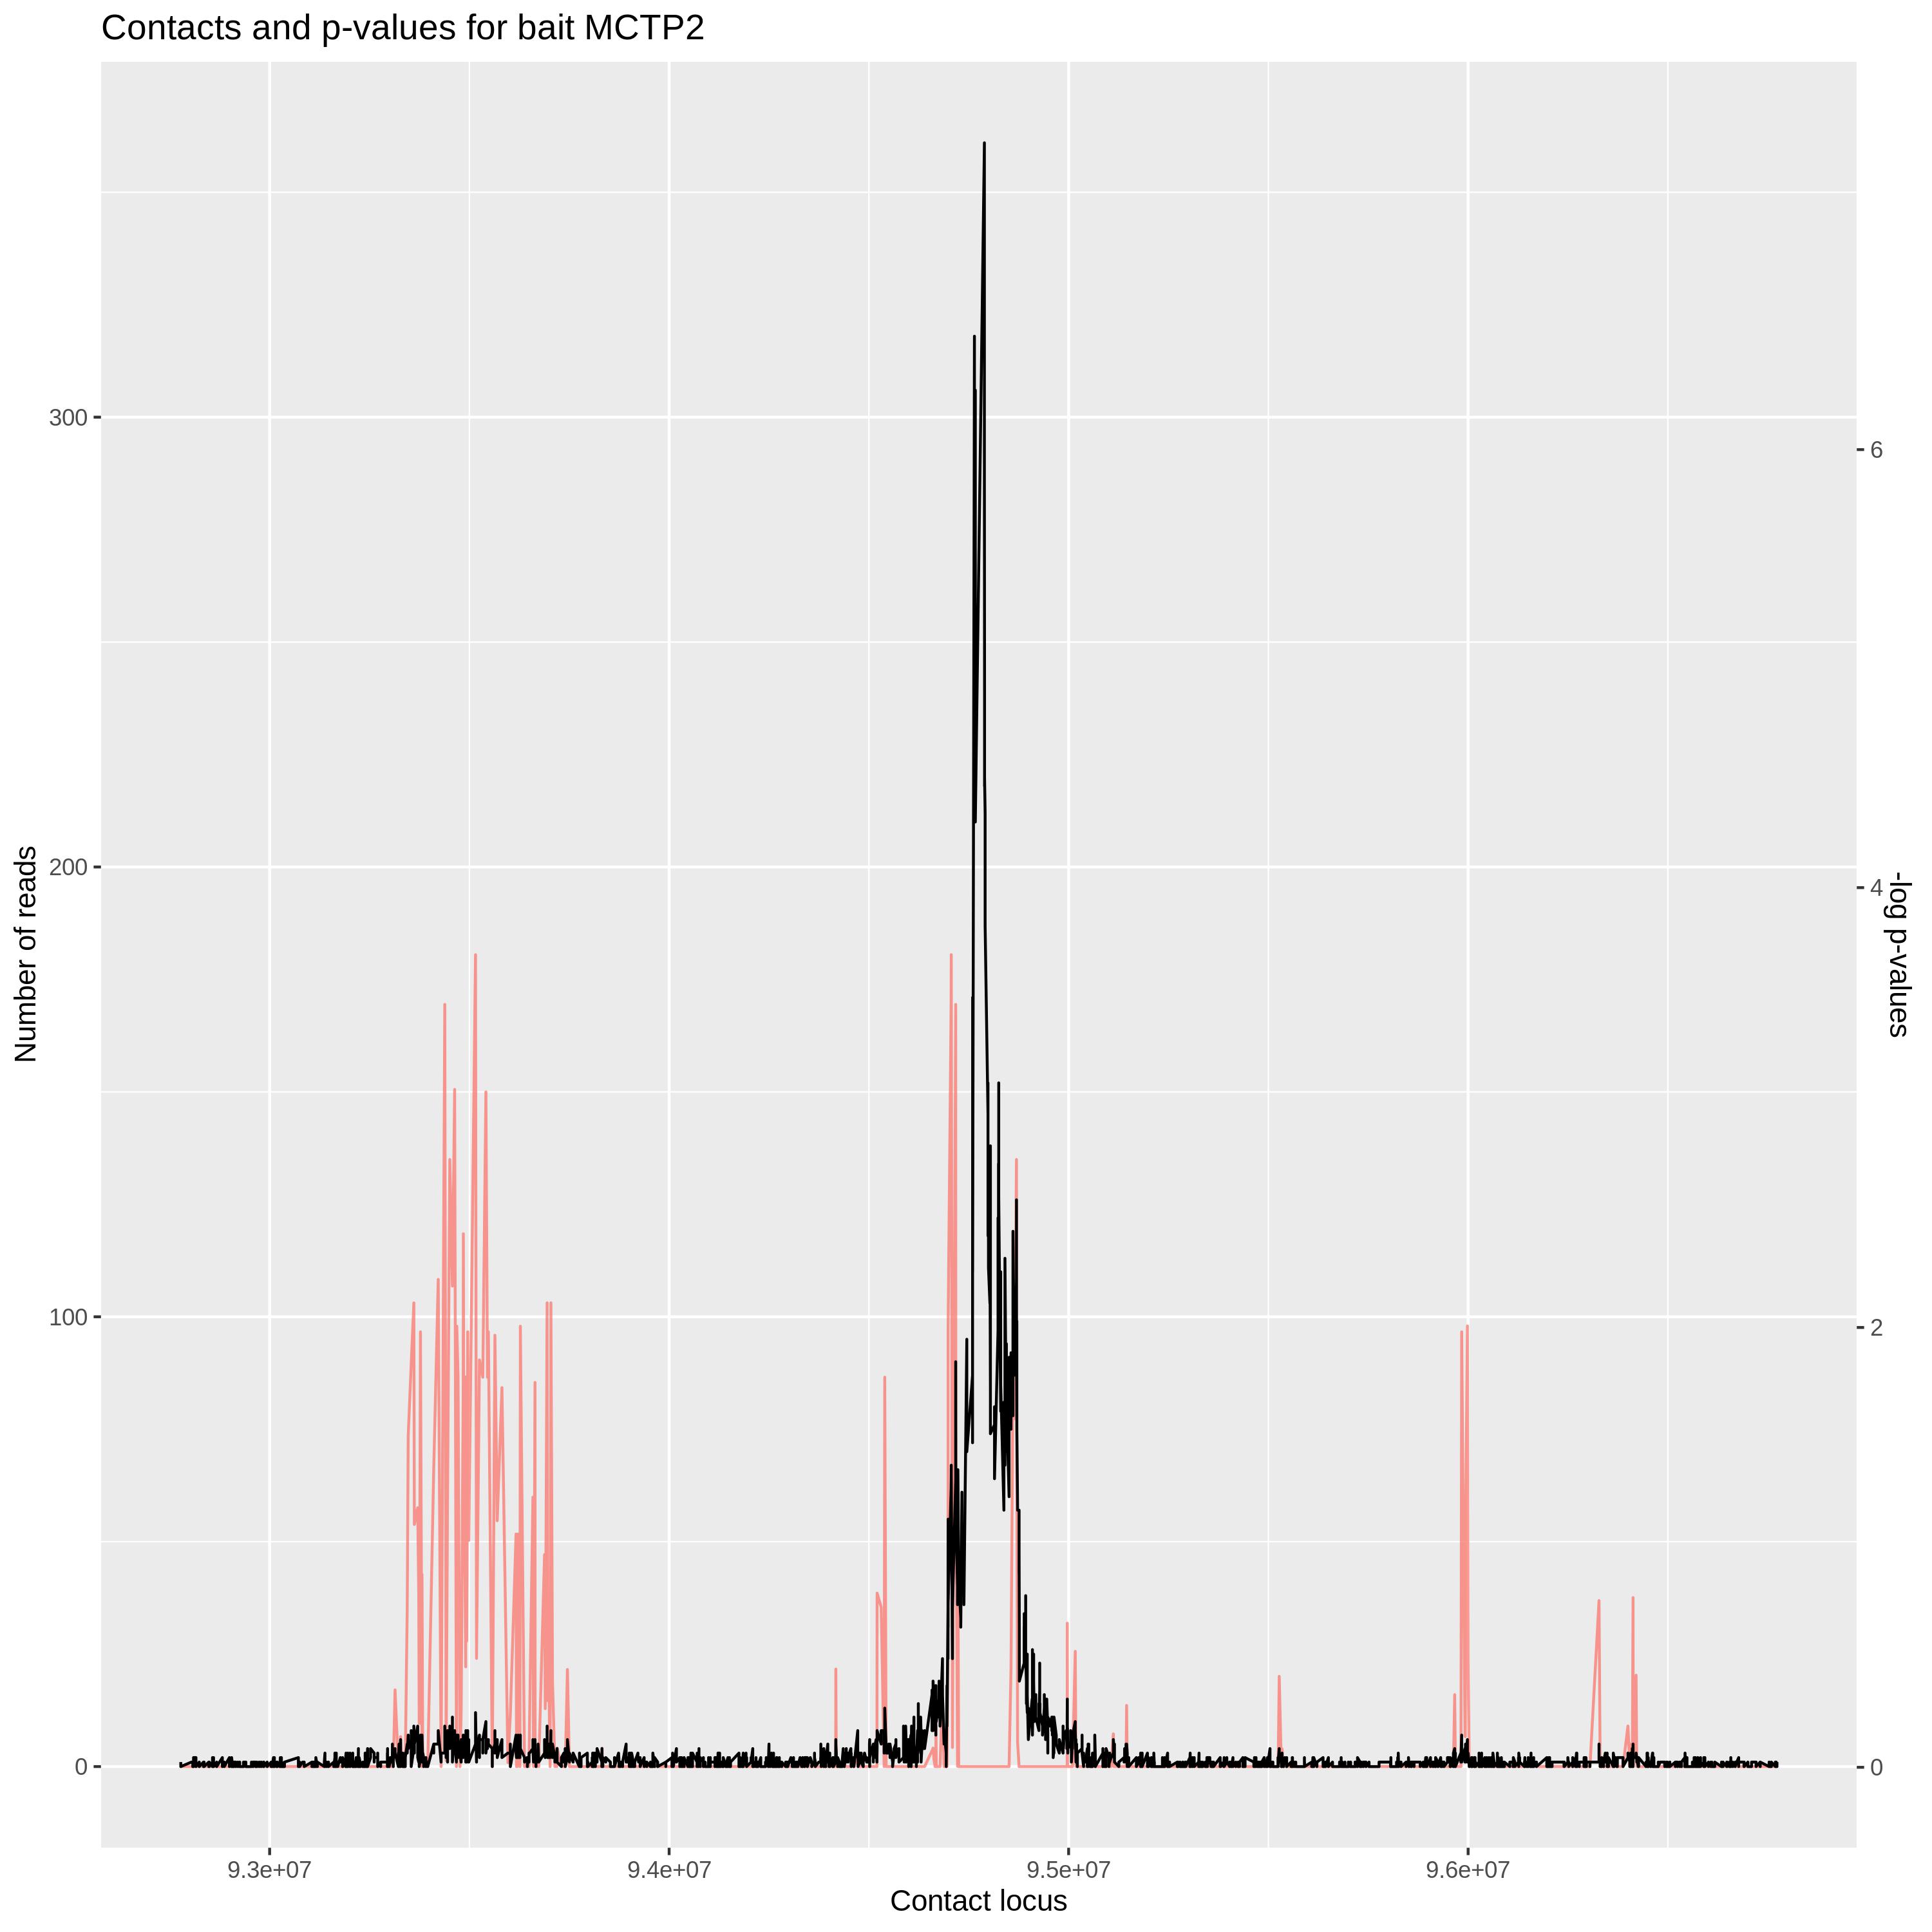 Contacts and p-values for bait MCTP2
Number of reads
300
200
100
0
6
4
2
0
-log p-values
9.3e+07 9.4e+07 9.5e+07 9.6e+07
Contact locus